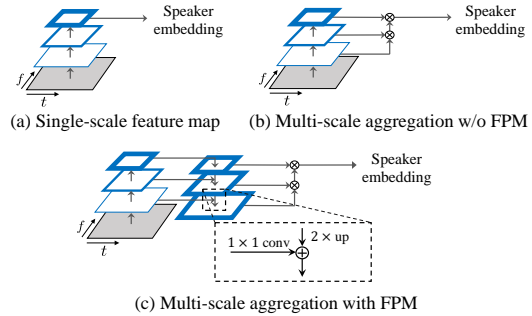 Speaker
embedding
f
t
(a) Single-scale feature map
Speaker
embedding
f
t
(b) Multi-scale aggregation w/o FPM
Speaker
embedding
f
t
1 × 1 conv
2 × up
(c) Multi-scale aggregation with FPM